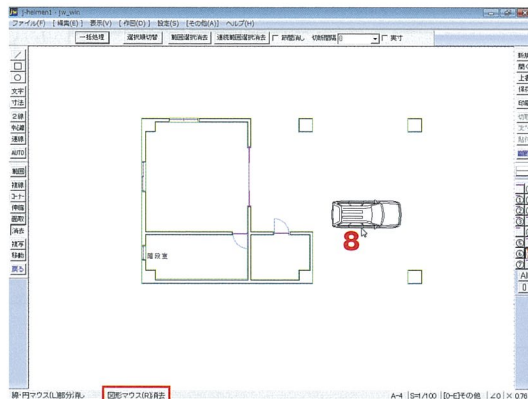 j-heimen1 - jw_win
ファイル(F) [編集(E)] 表示(V) [作図(D)] 設定(S) [その他(A)] ヘルプ(H)
一括処理 選択順切替 範囲選択消去 連続範囲選択消去 節間消し 切断間隔 0 実寸
文字
寸法
2線
中心線
連線
AUTO
範囲
複線
コーナー
伸縮
面取
消去
複写
移動
戻る
階段室
8
線・円マウス(L)部分消し 図形マウス(R)消去 A-4 S=1/100 [0-E]その他 ∠0